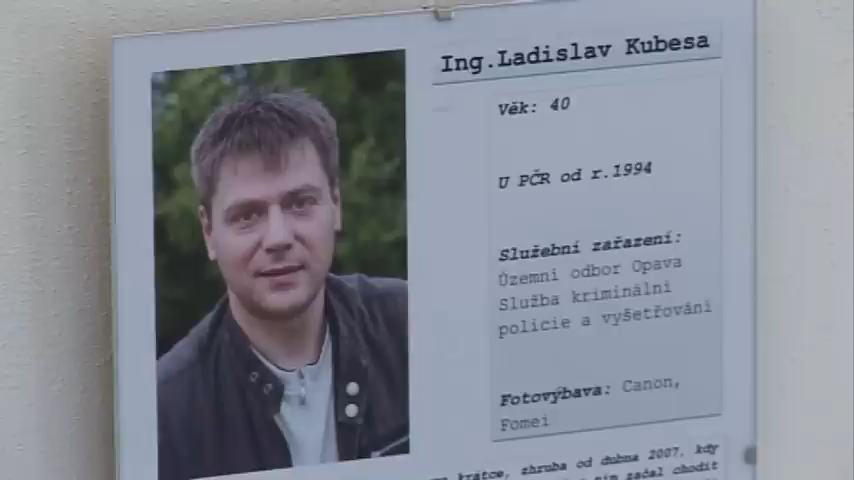 Ing.Ladislav Kubesa
Věk: 40
U PČR od r.1994
Služební zařazení:
Územní odbor Opava
Služba kriminální
policie a vyšetřování
Fotovýbava: Canon,
Fomei
krátce, zhruba od dubna 2007, kdy
tím začal chodit